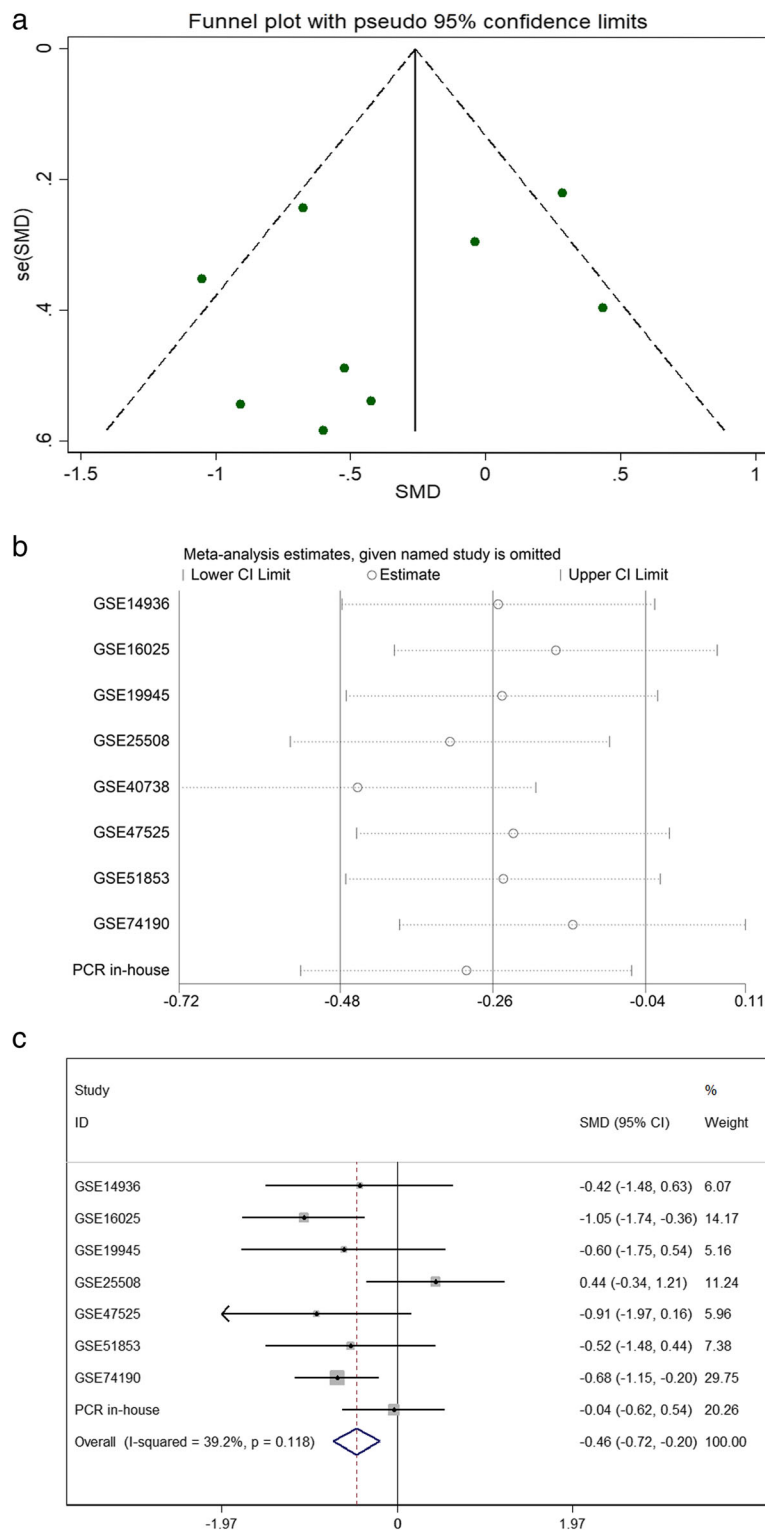 a
Funnel plot with pseudo 95% confidence limits
0
.2
.4
.6
se(SMD)
-1.5 -1 -.5 0 .5 1
SMD
b
Meta-analysis estimates, given named study is omitted
| Lower CI Limit ○ Estimate | Upper CI Limit
GSE14936
GSE16025
GSE19945
GSE25508
GSE40738
GSE47525
GSE51853
GSE74190
PCR in-house
-0.72 -0.48 -0.26 -0.04 0.11
c
Study %
ID SMD (95% CI) Weight
GSE14936 -0.42 (-1.48, 0.63) 6.07
GSE16025 -1.05 (-1.74, -0.36) 14.17
GSE19945 -0.60 (-1.75, 0.54) 5.16
GSE25508 0.44 (-0.34, 1.21) 11.24
GSE47525 -0.91 (-1.97, 0.16) 5.96
GSE51853 -0.52 (-1.48, 0.44) 7.38
GSE74190 -0.68 (-1.15, -0.20) 29.75
PCR in-house -0.04 (-0.62, 0.54) 20.26
Overall (I-squared = 39.2%, p = 0.118) -0.46 (-0.72, -0.20) 100.00
-1.97 0 1.97